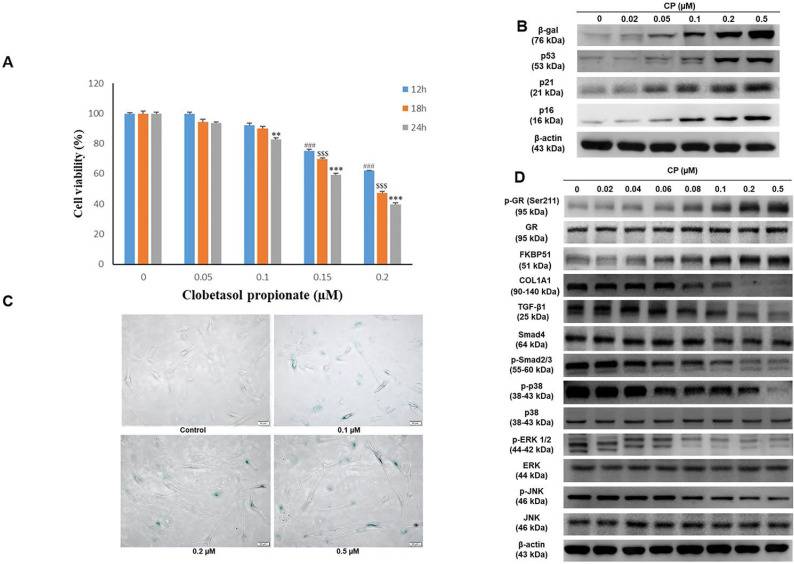 A
120
100
80
60
40
20
0
Cell viability (%)
12h
18h
24h
**
###
$$$
***
###
$$$
***
0 0.05 0.1 0.15 0.2
Clobetasol propionate (µM)
B
CP (µM)
0 0.02 0.05 0.1 0.2 0.5
β-gal
(76 kDa)
p53
(53 kDa)
p21
(21 kDa)
p16
(16 kDa)
β-actin
(43 kDa)
C
Control
0.1 µM
0.2 µM
0.5 µM
D
CP (µM)
0 0.02 0.04 0.06 0.08 0.1 0.2 0.5
p-GR (Ser211)
(95 kDa)
GR
(95 kDa)
FKBP51
(51 kDa)
COL1A1
(90-140 kDa)
TGF-β1
(25 kDa)
Smad4
(64 kDa)
p-Smad2/3
(55-60 kDa)
p-p38
(38-43 kDa)
p38
(38-43 kDa)
p-ERK 1/2
(44-42 kDa)
ERK
(44 kDa)
p-JNK
(46 kDa)
JNK
(46 kDa)
β-actin
(43 kDa)